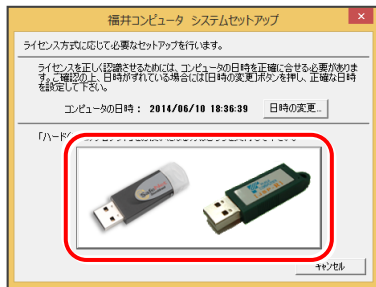 福井コンピュータ システムセットアップ
ライセンス方式に応じて必要なセットアップを行います。
ライセンスを正しく認識させるためには、コンピュータの日時を正確に合せる必要がありま
す。ご確認の上、日時がずれている場合には[日時の変更]ボタンを押し、正確な日時
を設定して下さい。
コンピュータの日時： 2014/06/10 18:36:39 日時の変更...
「ハード
キャンセル